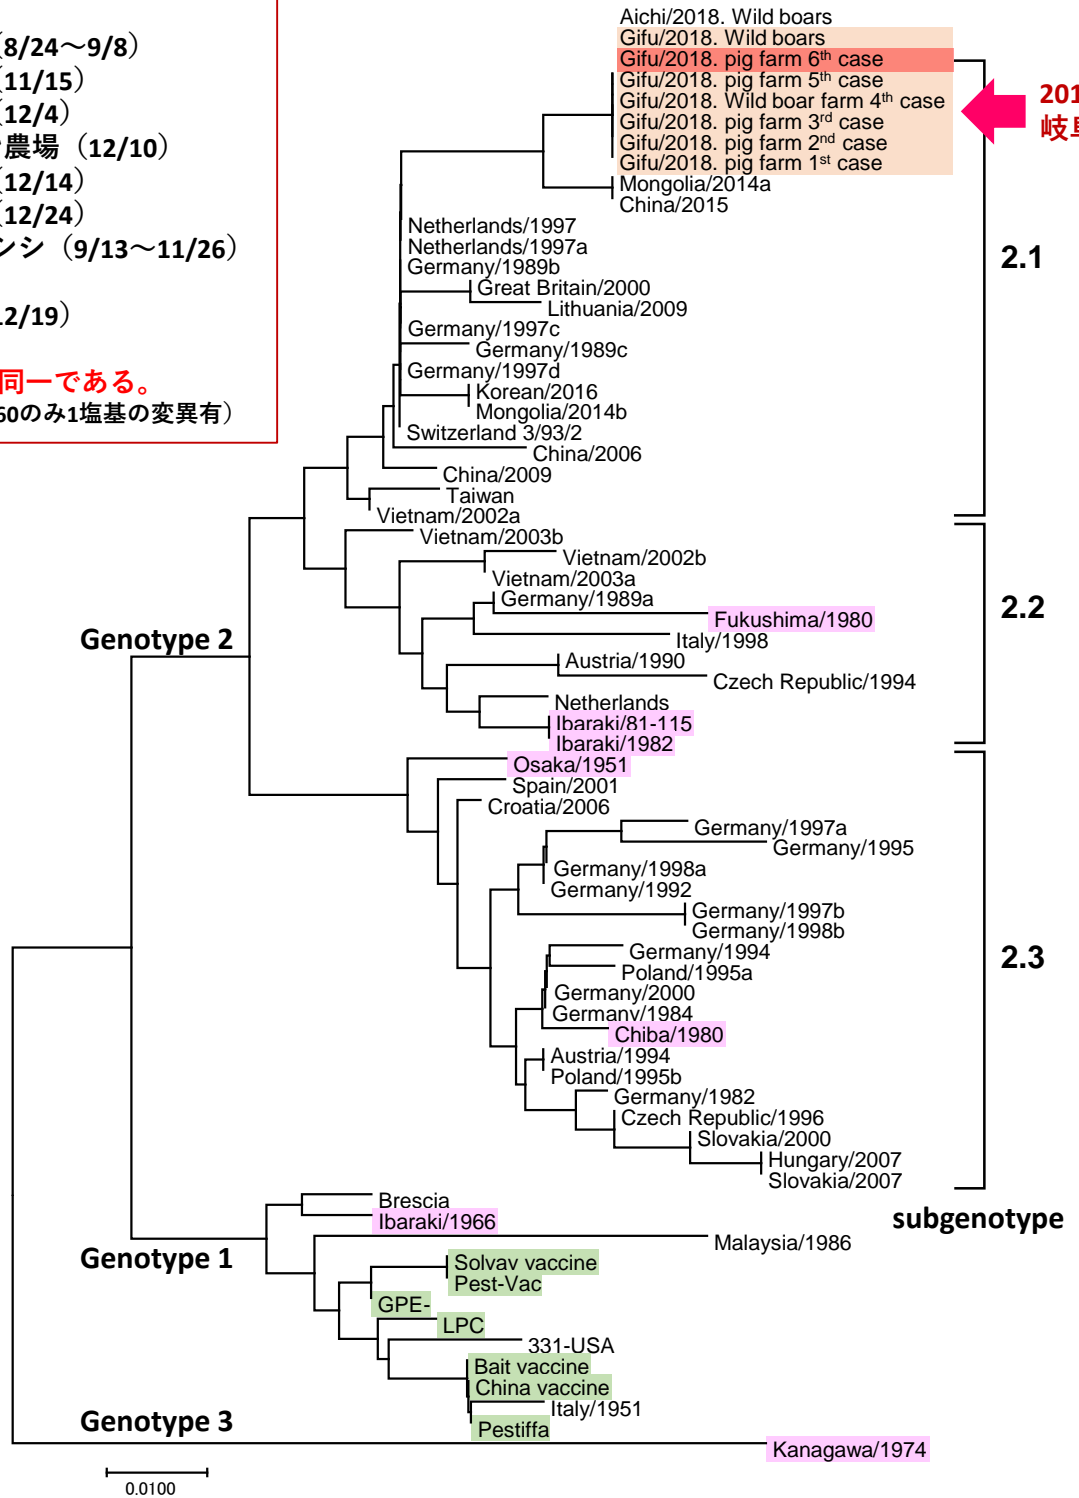 （8/24～9/8）
（11/15）
（12/4）
農場（12/10）
（12/14）
（12/24）
シシ（9/13～11/26）
12/19）
同一である。
60のみ1塩基の変異有）
Aichi/2018. Wild boars
Gifu/2018. Wild boars
Gifu/2018. pig farm 6th case
Gifu/2018. pig farm 5th case
Gifu/2018. Wild boar farm 4th case
Gifu/2018. pig farm 3rd case
Gifu/2018. pig farm 2nd case
Gifu/2018. pig farm 1st case
201
岐阜
Mongolia/2014a
China/2015
Netherlands/1997
Netherlands/1997a
Germany/1989b
Great Britain/2000
Lithuania/2009
Germany/1997c
Germany/1989c
Germany/1997d
Korean/2016
Mongolia/2014b
Switzerland 3/93/2
China/2006
China/2009
Taiwan
Vietnam/2002a
2.1
Vietnam/2003b
Vietnam/2002b
Vietnam/2003a
Germany/1989a
Fukushima/1980
Italy/1998
Austria/1990
Czech Republic/1994
Netherlands
Ibaraki/81-115
Ibaraki/1982
2.2
Genotype 2
Osaka/1951
Spain/2001
Croatia/2006
Germany/1997a
Germany/1995
Germany/1998a
Germany/1992
Germany/1997b
Germany/1998b
Germany/1994
Poland/1995a
Germany/2000
Germany/1984
Chiba/1980
Austria/1994
Poland/1995b
Germany/1982
Czech Republic/1996
Slovakia/2000
Hungary/2007
Slovakia/2007
2.3
subgenotype
Brescia
Ibaraki/1966
Malaysia/1986
Genotype 1
Solvay vaccine
Pest-Vac
GPE-
LPC
331-USA
Bait vaccine
China vaccine
Italy/1951
Pestiffa
Genotype 3
Kanagawa/1974
0.0100